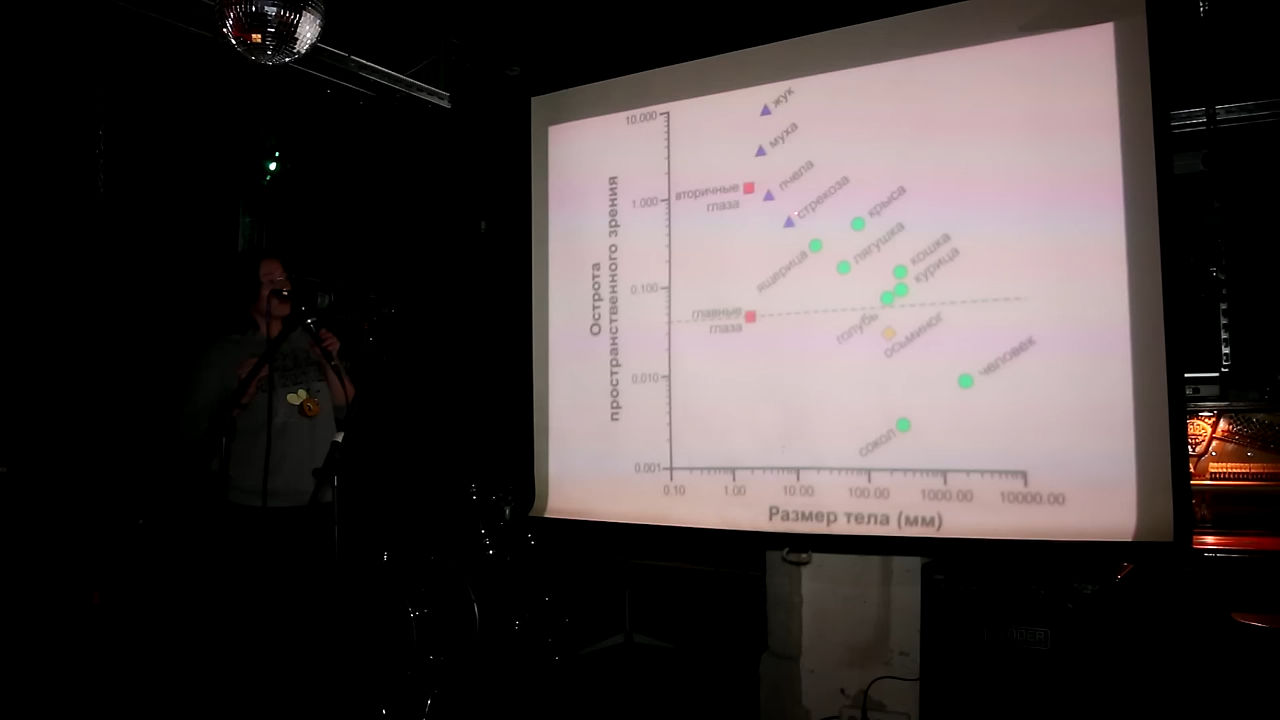 жук
10.000
муха
пчела
вторичные
глаза
стрекоза
1.000
крыса
лягушка
ящерица
кошка
курица
Острота
пространственного зрения
0.100
главные
глаза
голубь
осьминог
человек
0.010
сокол
0.001
0.10 1.00 10.00 100.00 1000.00 10000.00
Размер тела (мм)